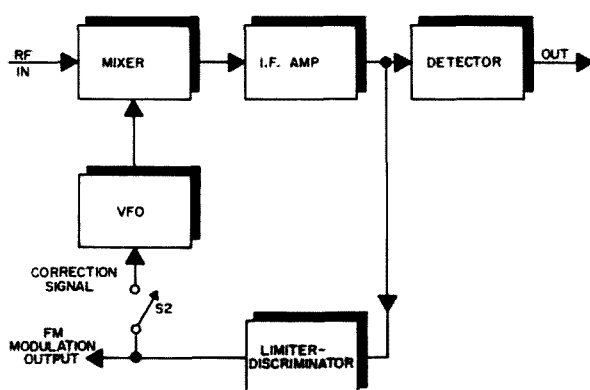 RF
IN
MIXER
I.F. AMP
DETECTOR
OUT
VFO
CORRECTION
SIGNAL
S2
FM
MODULATION
OUTPUT
LIMITER-
DISCRIMINATOR